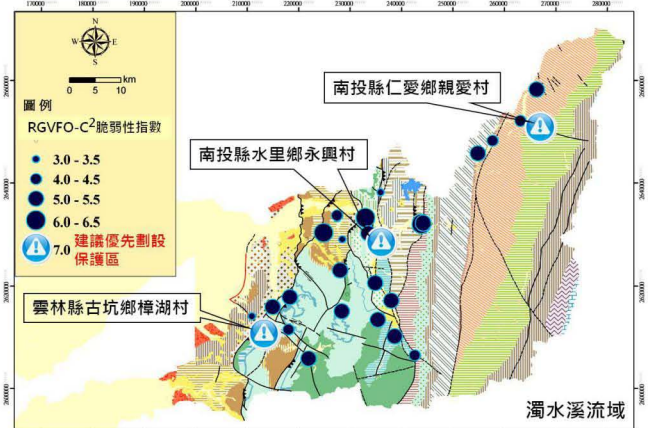 170000 200000 210000 220000 230000 240000 250000 260000 270000 280000
N
W E
S
0 5 10 km
圖例
RGVFO-C²脆弱性指數
3.0 - 3.5
4.0 - 4.5
5.0 - 5.5
6.0 - 6.5
7.0 建議優先劃設
保護區
南投縣仁愛鄉親愛村
南投縣水里鄉永興村
雲林縣古坑鄉樟湖村
濁水溪流域